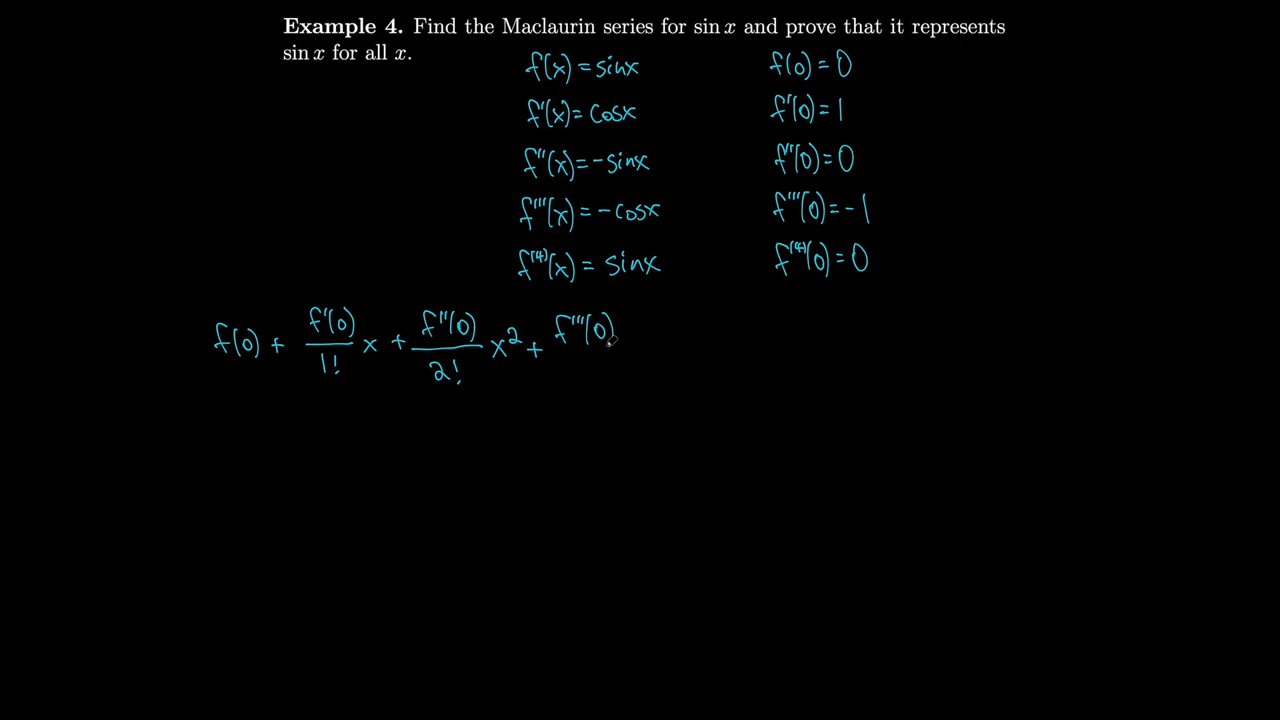 Example 4. Find the Maclaurin series for sin x and prove that it represents
sin x for all x.
f(x) = sinx f(0) = 0
f'(x) = cosx f'(0) = 1
f''(x) = -sinx f''(0) = 0
f'''(x) = -cosx f'''(0) = -1
f⁽⁴⁾(x) = sinx f⁽⁴⁾(0) = 0
f(0) + f'(0)/1! x + f''(0)/2! x² + f'''(0)